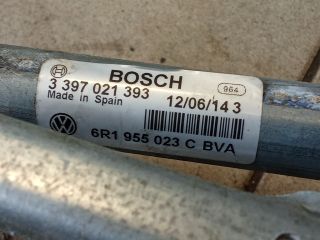 BOSCH 964
3 397 021 393
Made in Spain 12/06/14 3
6R1 955 023 C BVA